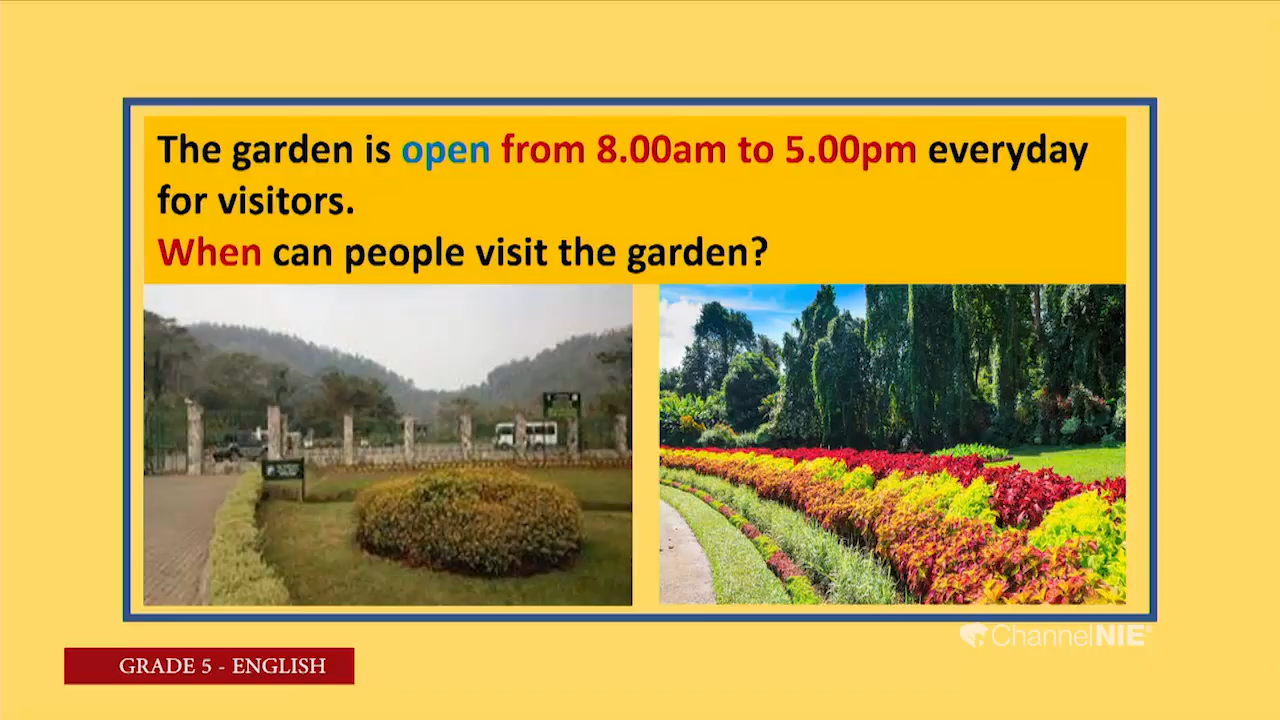 The garden is open from 8.00am to 5.00pm everyday
for visitors.
When can people visit the garden?
ChannelNIE
GRADE 5 - ENGLISH